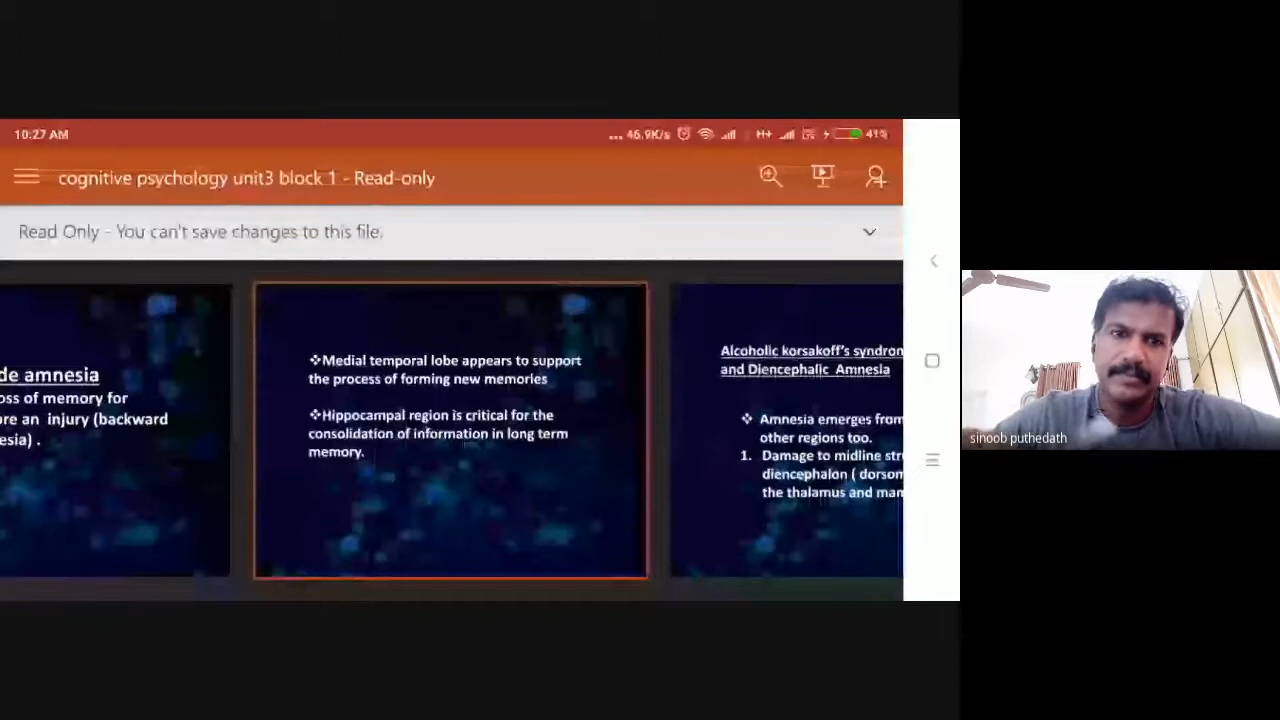 10:27 AM
... 46.9K/s
H+
41%
cognitive psychology unit3 block 1 - Read-only
Read Only - You can't save changes to this file.
de amnesia
oss of memory for
re an injury (backward
esia) .
❖Medial temporal lobe appears to support
the process of forming new memories
❖Hippocampal region is critical for the
consolidation of information in long term
memory.
Alcoholic korsakoff's syndron
and Diencephalic Amnesia
❖ Amnesia emerges from
other regions too.
1. Damage to midline str
diencephalon ( dorsom
the thalamus and mam
sinoob puthedath